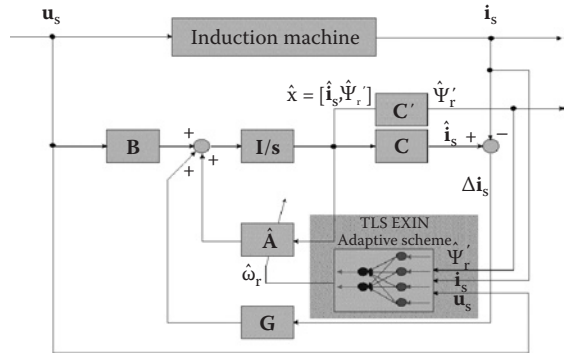 u_s
i_s
Induction machine
x̂ = [î_s,Ψ̂_r′]
C′
Ψ̂_r′
B
+
+
+
I/s
C
î_s
+
−
Δi_s
TLS EXIN
Adaptive scheme
Â
ω̂_r
Ψ̂_r′
i_s
u_s
G